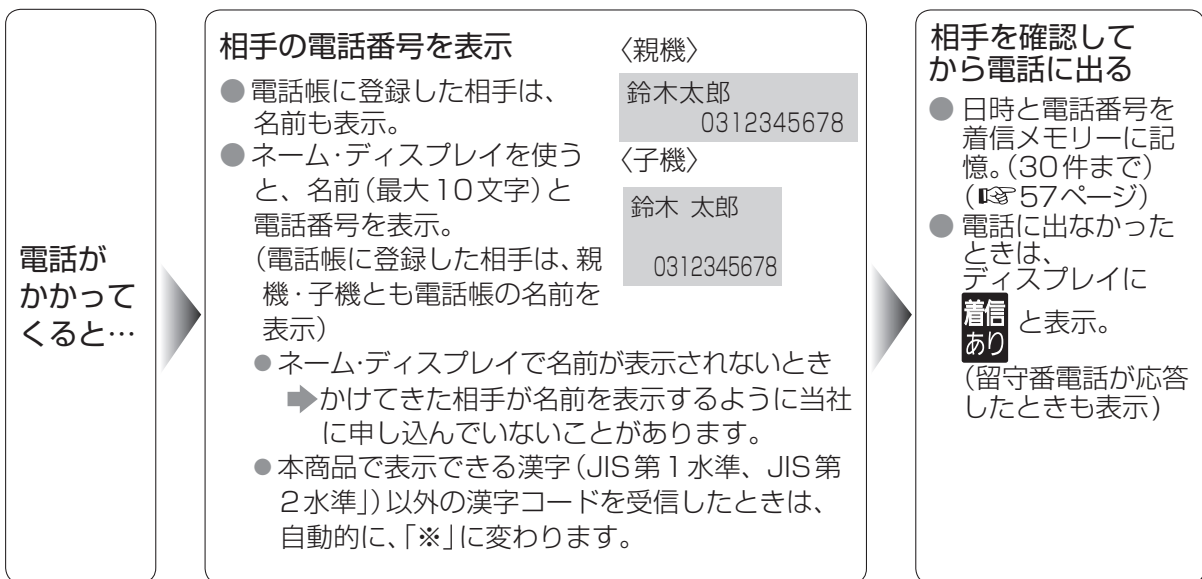 電話が
かかって
くると…
相手の電話番号を表示
● 電話帳に登録した相手は、
名前も表示。
● ネーム・ディスプレイを使う
と、名前(最大10文字)と
電話番号を表示。
(電話帳に登録した相手は、親
機・子機とも電話帳の名前を
表示)
〈親機〉
鈴木太郎
0312345678
〈子機〉
鈴木 太郎
0312345678
● ネーム・ディスプレイで名前が表示されないとき
➡かけてきた相手が名前を表示するように当社
に申し込んでいないことがあります。
● 本商品で表示できる漢字(JIS第1水準、JIS第
2水準」)以外の漢字コードを受信したときは、
自動的に、「※」に変わります。
相手を確認して
から電話に出る
● 日時と電話番号を
着信メモリーに記
憶。(30件まで)
(☞57ページ)
● 電話に出なかった
ときは、
ディスプレイに
着信
あり と表示。
(留守番電話が応答
したときも表示)